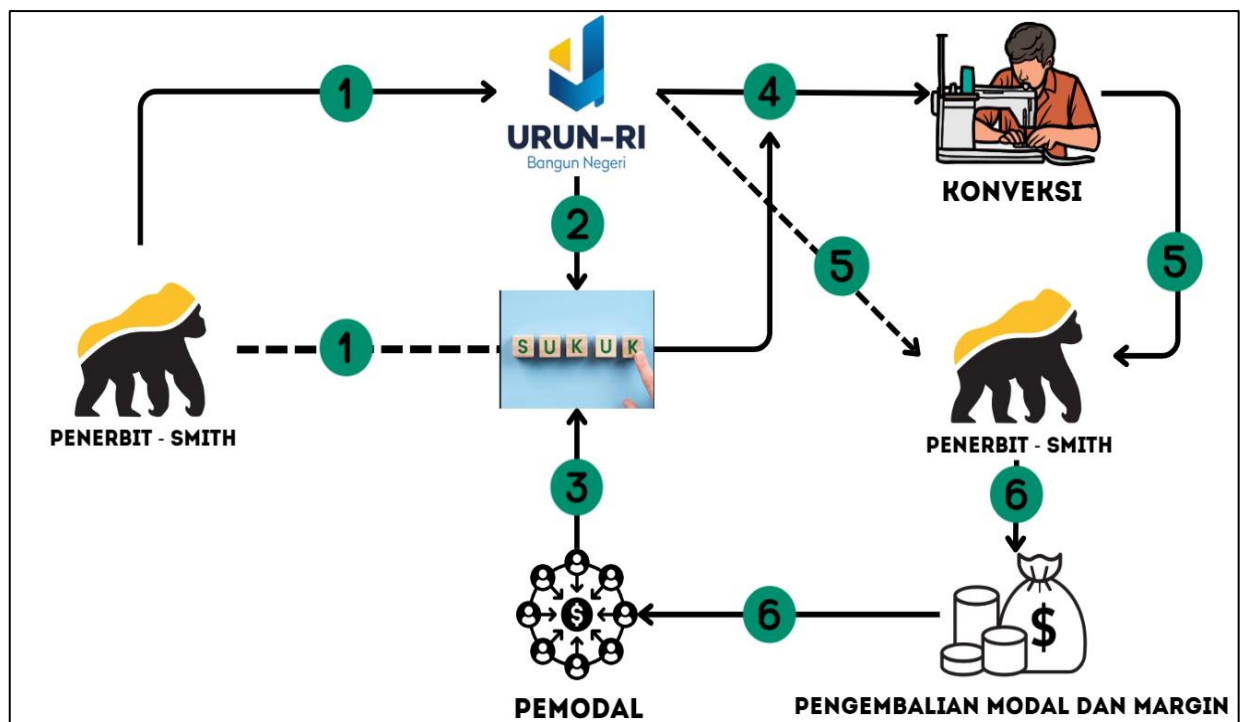 1
URUN-RI
Bangun Negeri
4
KONVEKSI
2
5
5
1
SUKUK
PENERBIT - SMITH
PENERBIT - SMITH
3
6
6
$
$
PEMODAL
PENGEMBALIAN MODAL DAN MARGIN